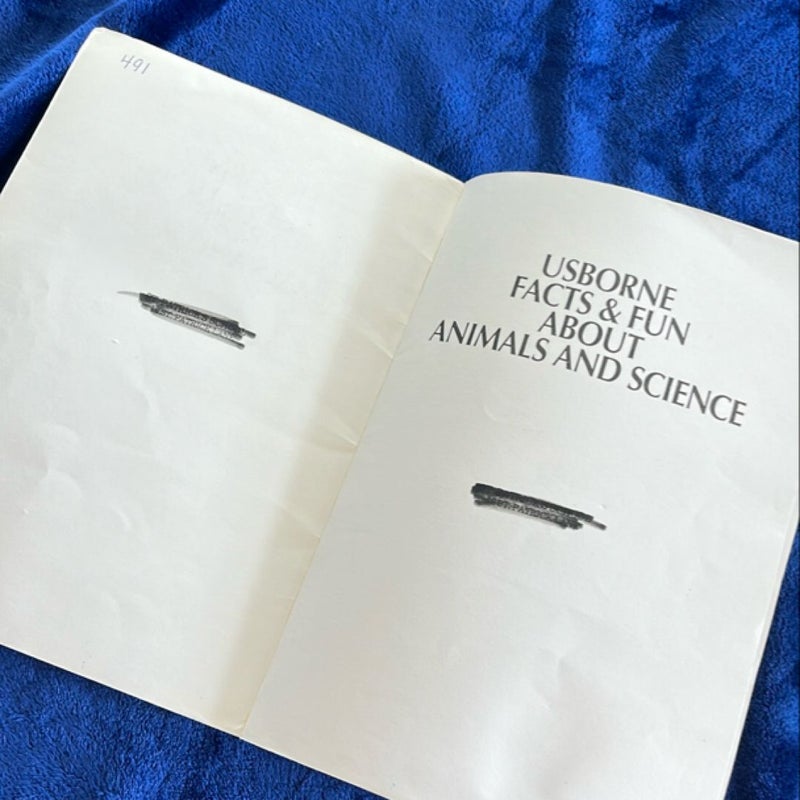 491
USBORNE
FACTS & FUN
ABOUT
ANIMALS AND SCIENCE